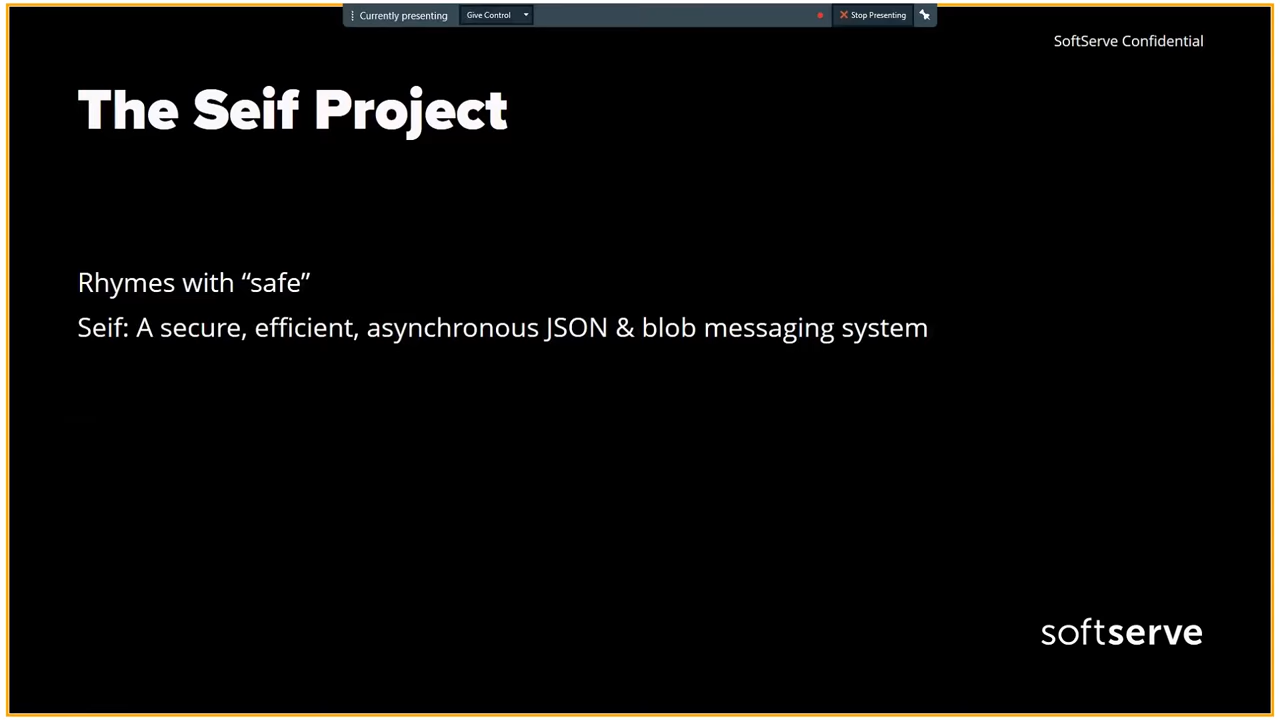 Currently presenting
Give Control
Stop Presenting
SoftServe Confidential
The Seif Project
Rhymes with “safe”
Seif: A secure, efficient, asynchronous JSON & blob messaging system
softserve